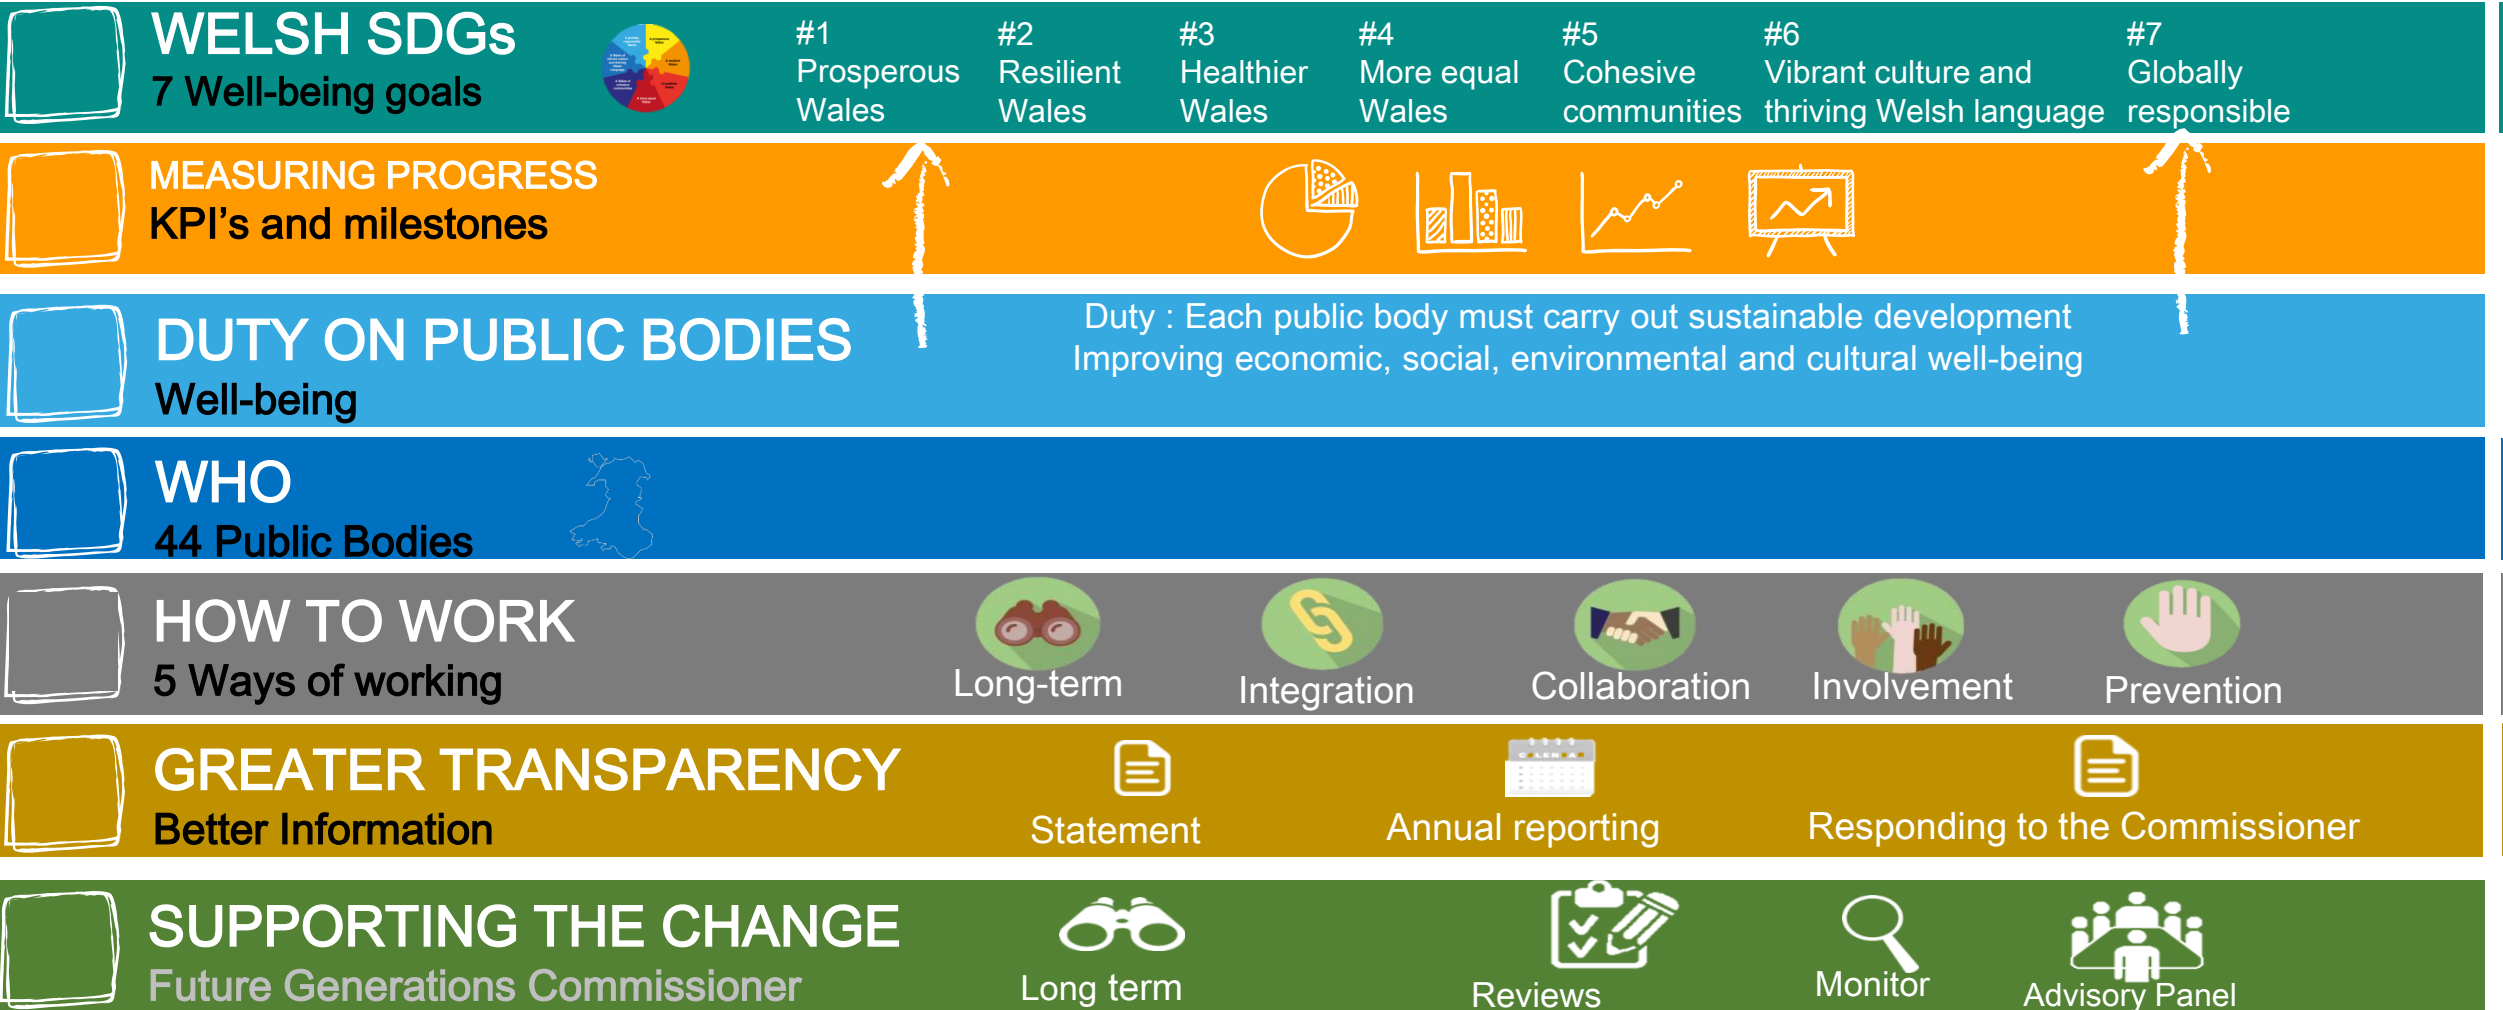 WELSH SDGs
7 Well-being goals
#1
Prosperous
Wales
#2
Resilient
Wales
#3
Healthier
Wales
#4
More equal
Wales
#5
Cohesive
communities
#6
Vibrant culture and
thriving Welsh language
#7
Globally
responsible
MEASURING PROGRESS
KPI's and milestones
DUTY ON PUBLIC BODIES
Well-being
Duty : Each public body must carry out sustainable development
Improving economic, social, environmental and cultural well-being
WHO
44 Public Bodies
HOW TO WORK
5 Ways of working
Long-term
Integration
Collaboration
Involvement
Prevention
GREATER TRANSPARENCY
Better Information
Statement
Annual reporting
Responding to the Commissioner
SUPPORTING THE CHANGE
Future Generations Commissioner
Long term
Reviews
Monitor
Advisory Panel